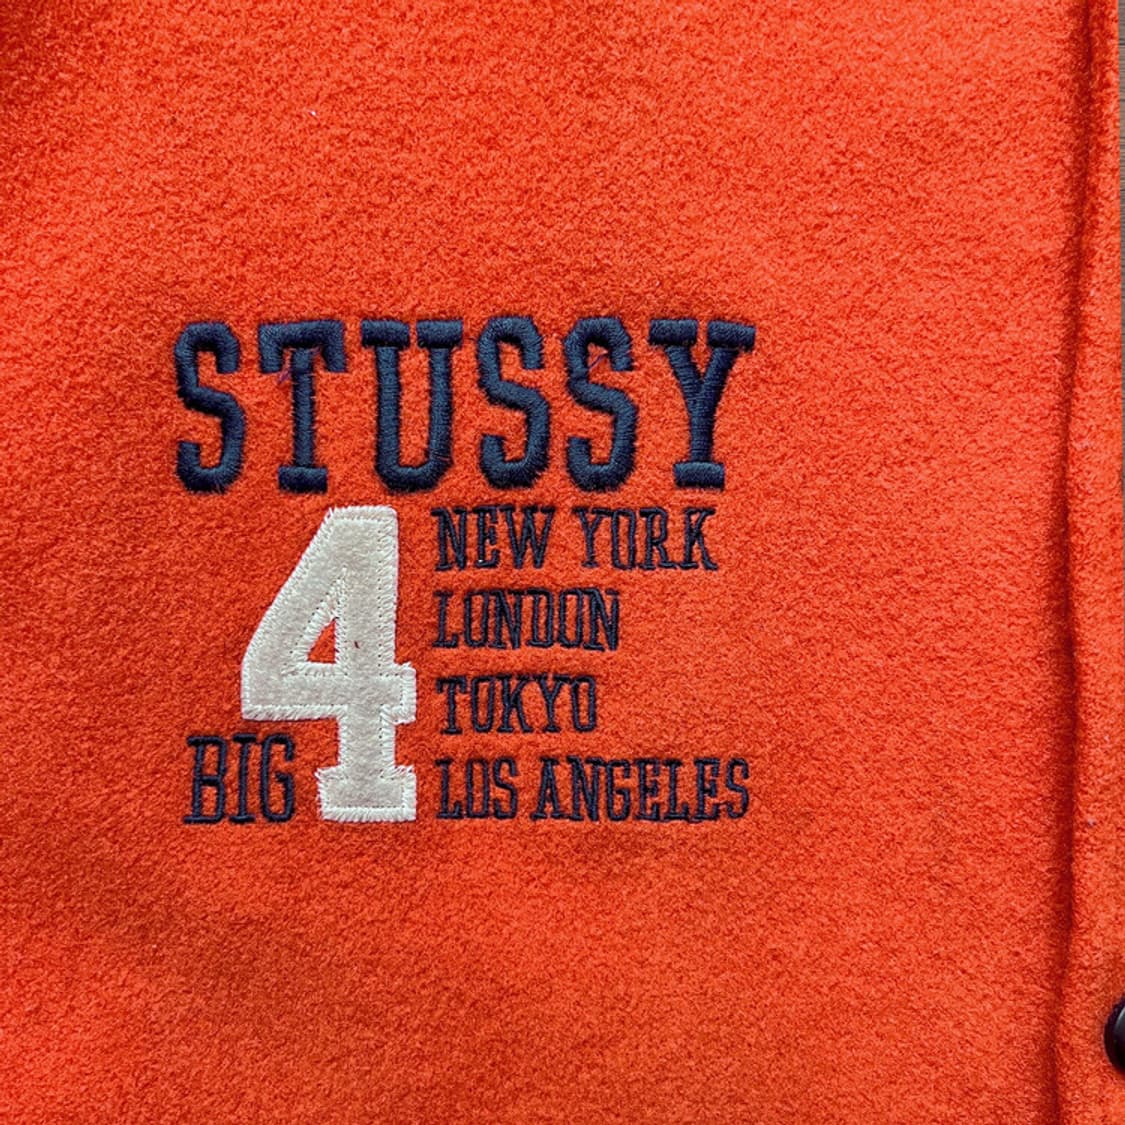 STUSSY
BIG 4
NEW YORK
LONDON
TOKYO
LOS ANGELES